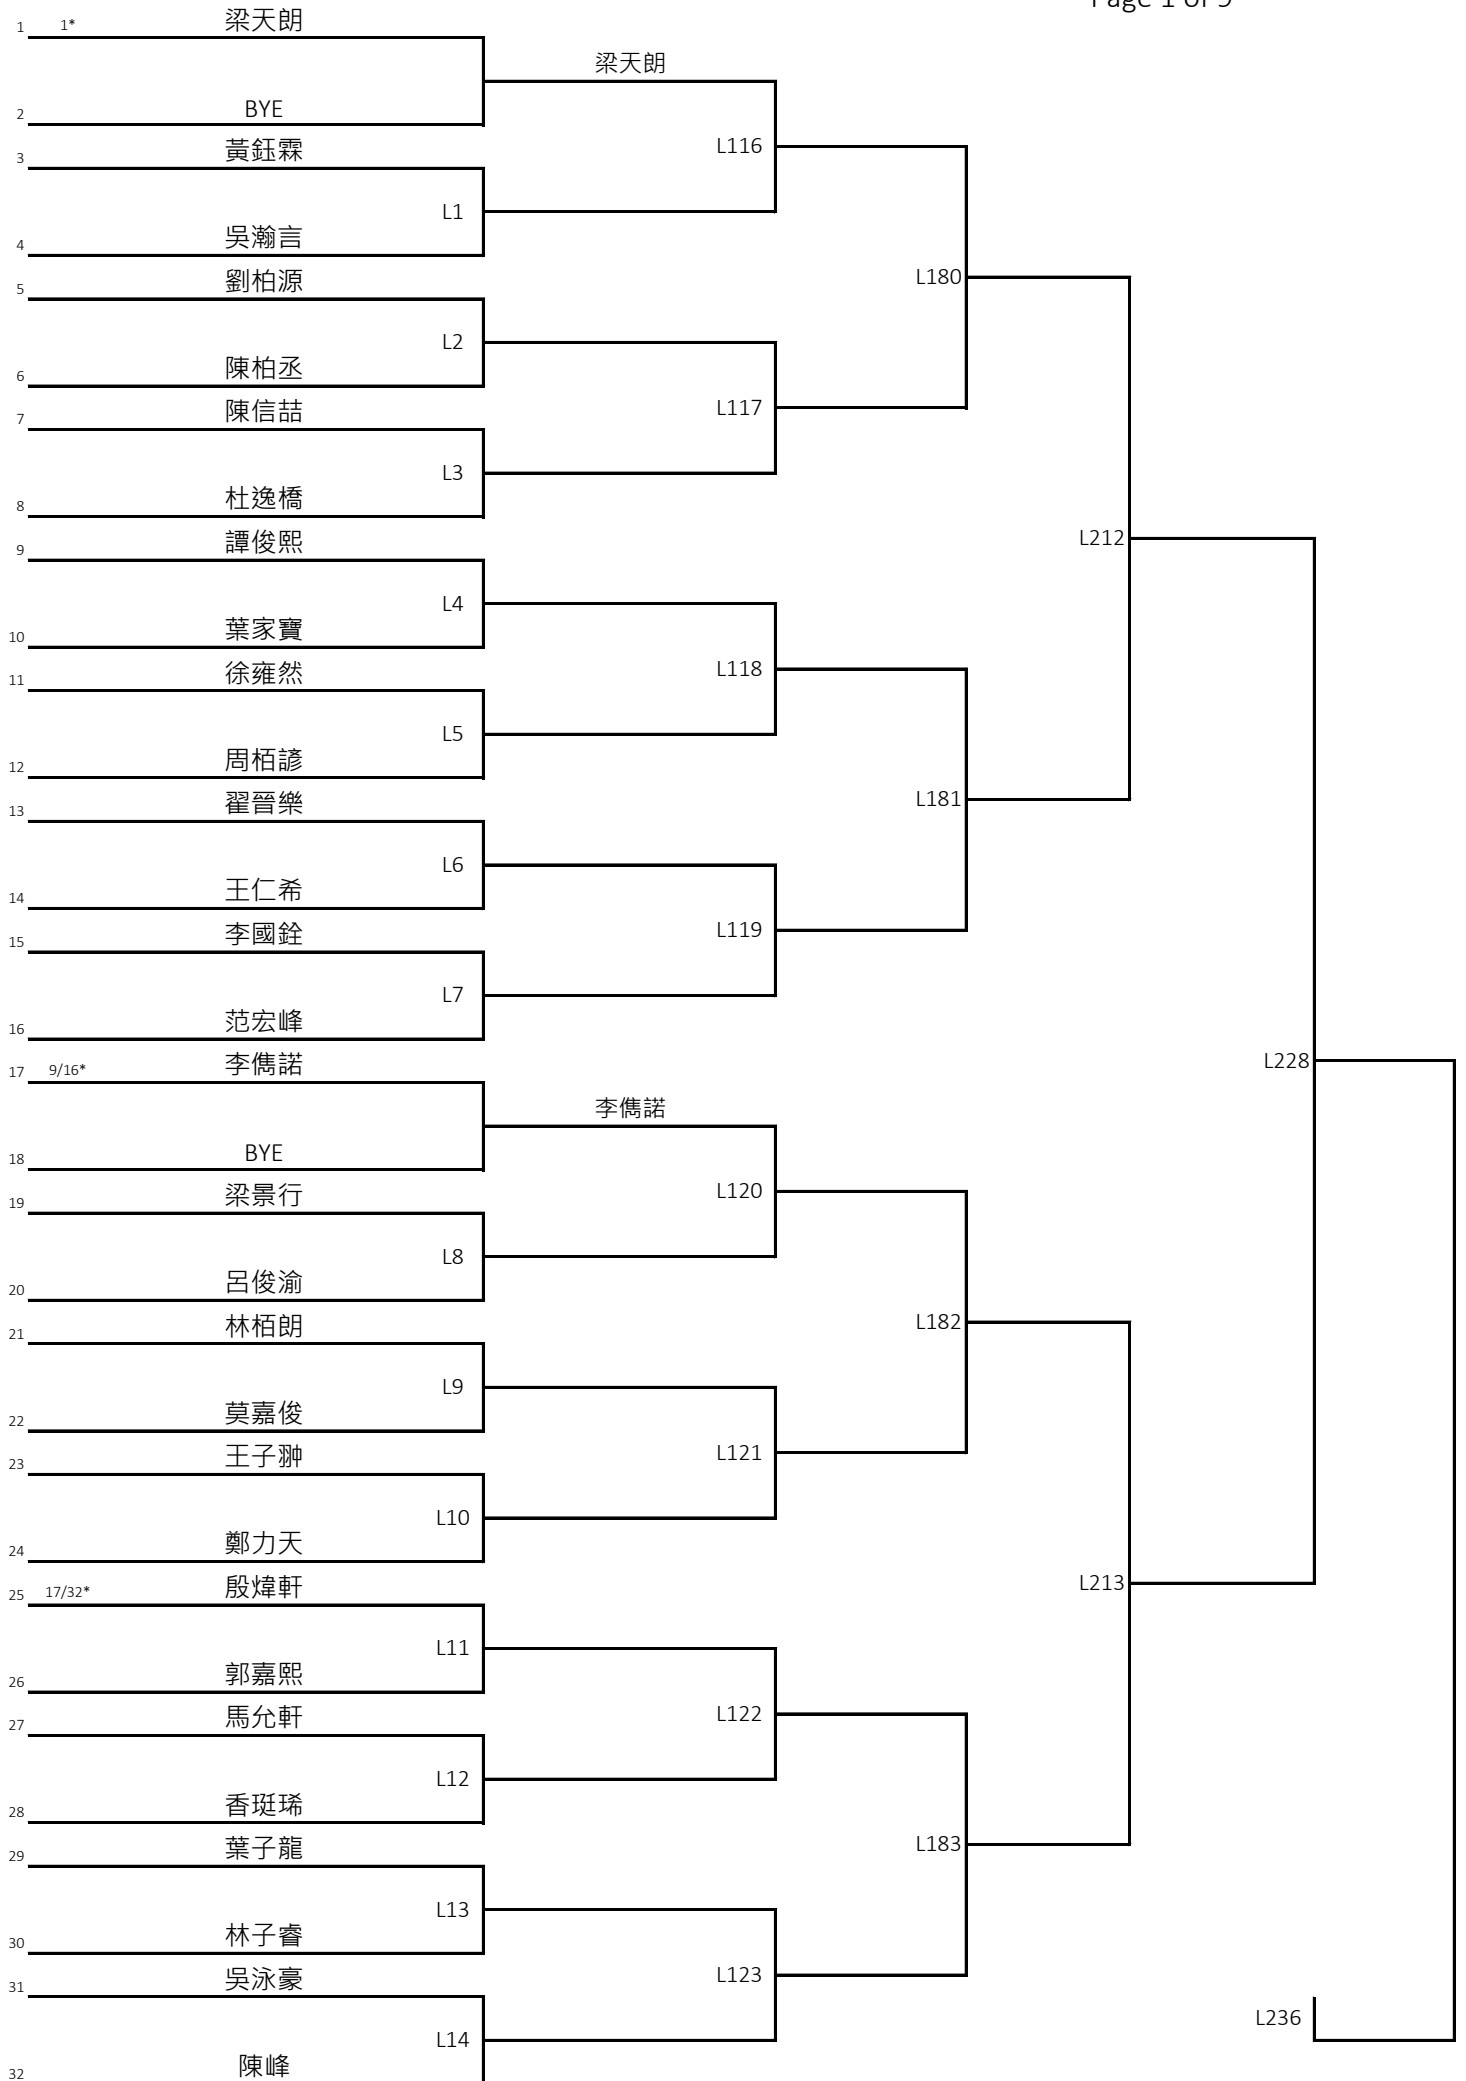 Page 1 of 9
1 1* 梁天朗
梁天朗
2 BYE
L116
3 黃鈺霖
L1
4 吳瀚言
L180
5 劉柏源
L2
6 陳柏丞
L117
7 陳信喆
L3
8 杜逸橋
L212
9 譚俊熙
L4
10 葉家寶
L118
11 徐雍然
L5
12 周栢諺
L181
13 翟晉樂
L6
14 王仁希
L119
15 李國銓
L7
16 范宏峰
L228
17 9/16* 李儁諾
李儁諾
18 BYE
L120
19 梁景行
L8
20 呂俊渝
L182
21 林栢朗
L9
22 莫嘉俊
L121
23 王子翀
L10
24 鄭力天
L213
25 17/32* 殷煒軒
L11
26 郭嘉熙
L122
27 馬允軒
L12
28 香珽琋
L183
29 葉子龍
L13
30 林子睿
L123
31 吳泳豪
L236
L14
32 陳峰